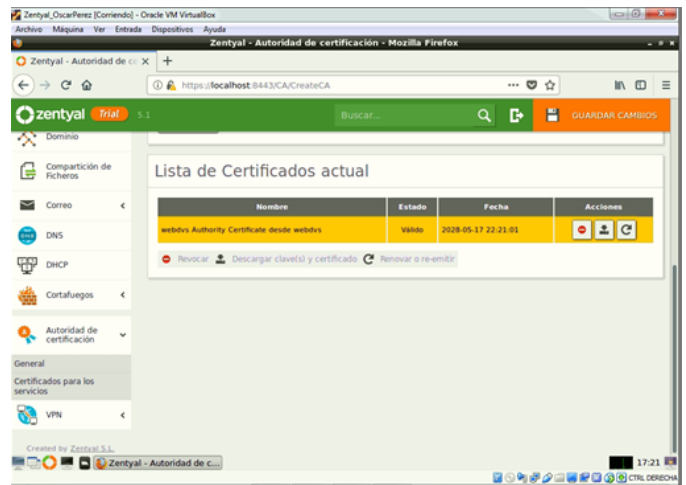 Zentyal_OscarPerez [Corriendo] - Oracle VM VirtualBox
Archivo Máquina Ver Entrada Dispositivos Ayuda
Zentyal - Autoridad de certificación - Mozilla Firefox
Zentyal - Autoridad de ce
https://localhost:8443/CA/CreateCA
zentyal Trial 5.1 Buscar... GUARDAR CAMBIOS
Dominio
Compartición de
Ficheros
Correo
DNS
DHCP
Cortafuegos
Autoridad de
certificación
General
Certificados para los
servicios
VPN
Created by Zentyal S.L.
Lista de Certificados actual
Nombre Estado Fecha Acciones
webdvs Authority Certificate desde webdvs Válido 2028-05-17 22:21:01
Revocar Descargar clave(s) y certificado Renovar o re-emitir
Zentyal - Autoridad de c... 17:21
CTRL DERECHA